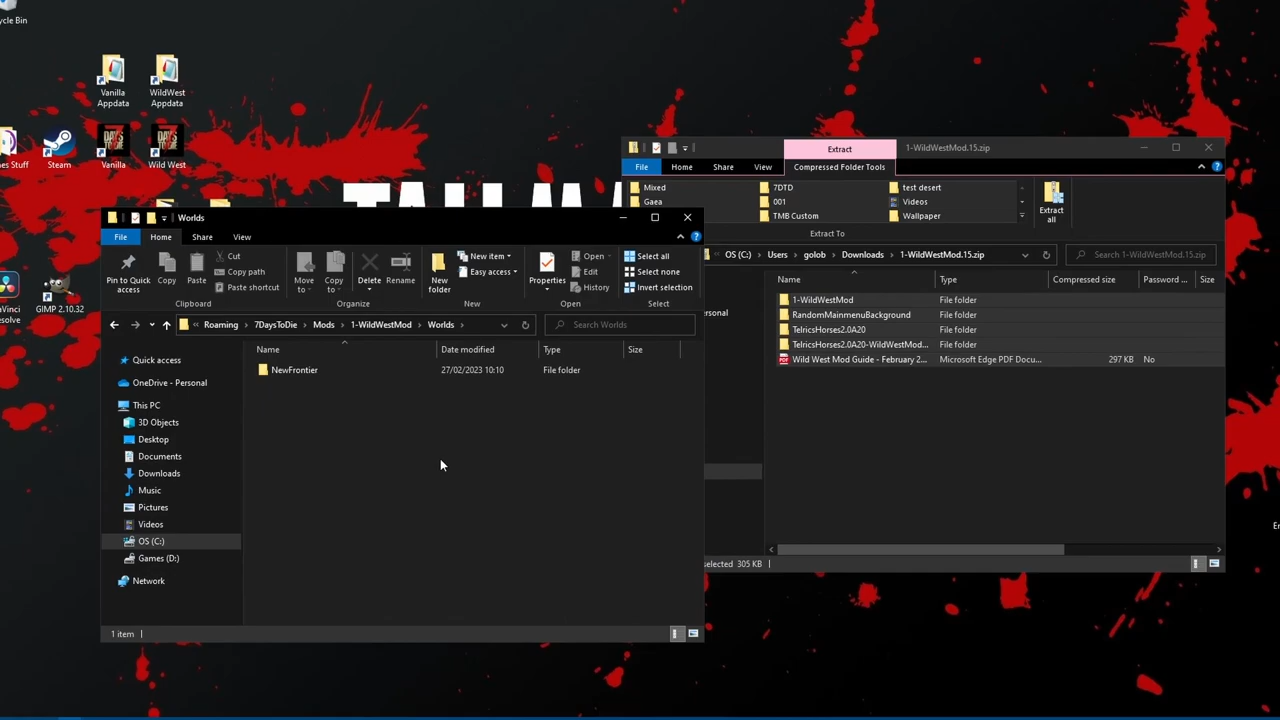 cycle Bin
Vanilla
Appdata
WildWest
Appdata
Steam
Vanilla
Wild West
GIMP 2.10.32
Extract
1-WildWestMod.15.zip
File
Home
Share
View
Compressed Folder Tools
Mixed
7DTD
test desert
Gaea
001
Videos
TMB Custom
Wallpaper
Extract
all
Extract To
OS (C:) › Users › golob › Downloads › 1-WildWestMod.15.zip
Search 1-WildWestMod.15.zip
Name
Type
Compressed size
Password ...
Size
1-WildWestMod
File folder
RandomMainmenuBackground
File folder
TelricsHorses2.0A20
File folder
TelricsHorses2.0A20-WildWestMod...
File folder
Wild West Mod Guide - February 2...
Microsoft Edge PDF Docu...
297 KB
No
selected 305 KB
Worlds
File
Home
Share
View
Pin to Quick
access
Copy
Paste
Cut
Copy path
Paste shortcut
Clipboard
Move
to
Copy
to
Delete
Rename
Organize
New
folder
New item
Easy access
New
Properties
Open
Edit
History
Open
Select all
Select none
Invert selection
Select
« Roaming › 7DaysToDie › Mods › 1-WildWestMod › Worlds
Search Worlds
Name
Date modified
Type
Size
NewFrontier
27/02/2023 10:10
File folder
Quick access
OneDrive - Personal
This PC
3D Objects
Desktop
Documents
Downloads
Music
Pictures
Videos
OS (C:)
Games (D:)
Network
1 item